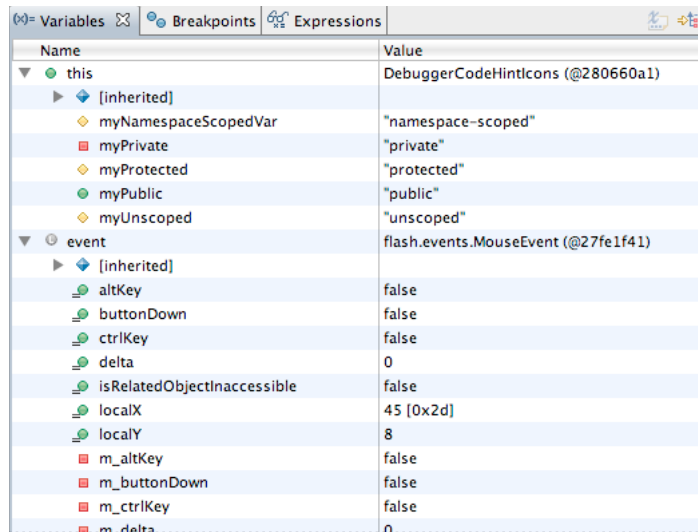 (x)= Variables Breakpoints Expressions
Name Value
this DebuggerCodeHintIcons (@280660a1)
[inherited]
myNamespaceScopedVar "namespace-scoped"
myPrivate "private"
myProtected "protected"
myPublic "public"
myUnscoped "unscoped"
L event flash.events.MouseEvent (@27fe1f41)
[inherited]
altKey false
buttonDown false
ctrlKey false
delta 0
isRelatedObjectInaccessible false
localX 45 [0x2d]
localY 8
m_altKey false
m_buttonDown false
m_ctrlKey false
m_delta 0